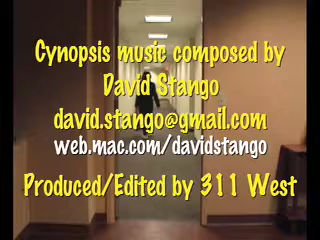 Cynopsis music composed by
David Stango
david.stango@gmail.com
web.mac.com/davidstango
Produced/Edited by 311 West